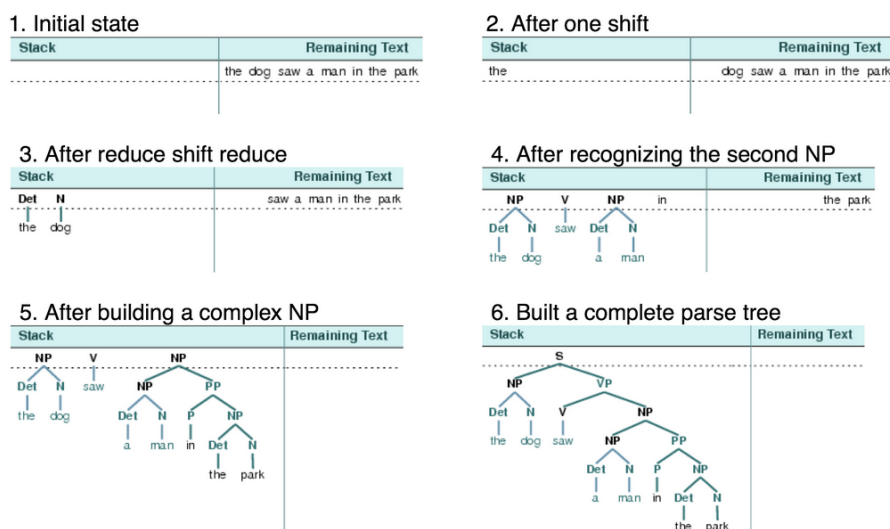 1. Initial state
Stack Remaining Text
the dog saw a man in the park
2. After one shift
Stack Remaining Text
the dog saw a man in the park
3. After reduce shift reduce
Stack Remaining Text
Det N saw a man in the park
the dog
4. After recognizing the second NP
Stack Remaining Text
NP V NP in the park
Det N saw Det N
the dog a man
5. After building a complex NP
Stack Remaining Text
NP V NP
Det N saw NP PP
the dog Det N P NP
a man in Det N
the park
6. Built a complete parse tree
Stack Remaining Text
S
NP VP
Det N V NP
the dog saw NP PP
Det N P NP
a man in Det N
the park